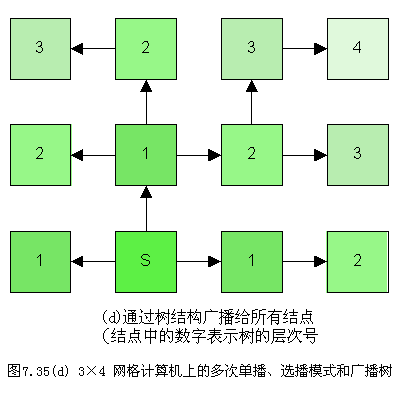 3 2 3 4
2 1 2 3
1 S 1 2
(d)通过树结构广播给所有结点
(结点中的数字表示树的层次号
图7.35(d) 3×4 网格计算机上的多次单播、选播模式和广播树